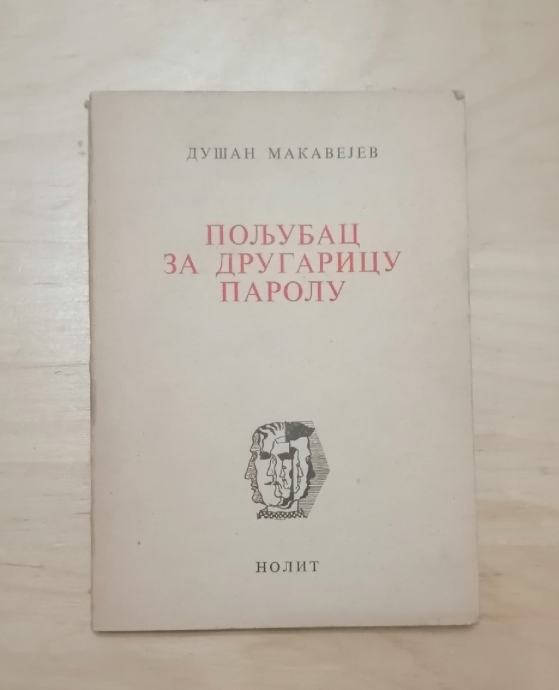 ДУШАН МАКАВЕЈЕВ
ПОЉУБАЦ
ЗА ДРУГАРИЦУ
ПАРОЛУ
НОЛИТ